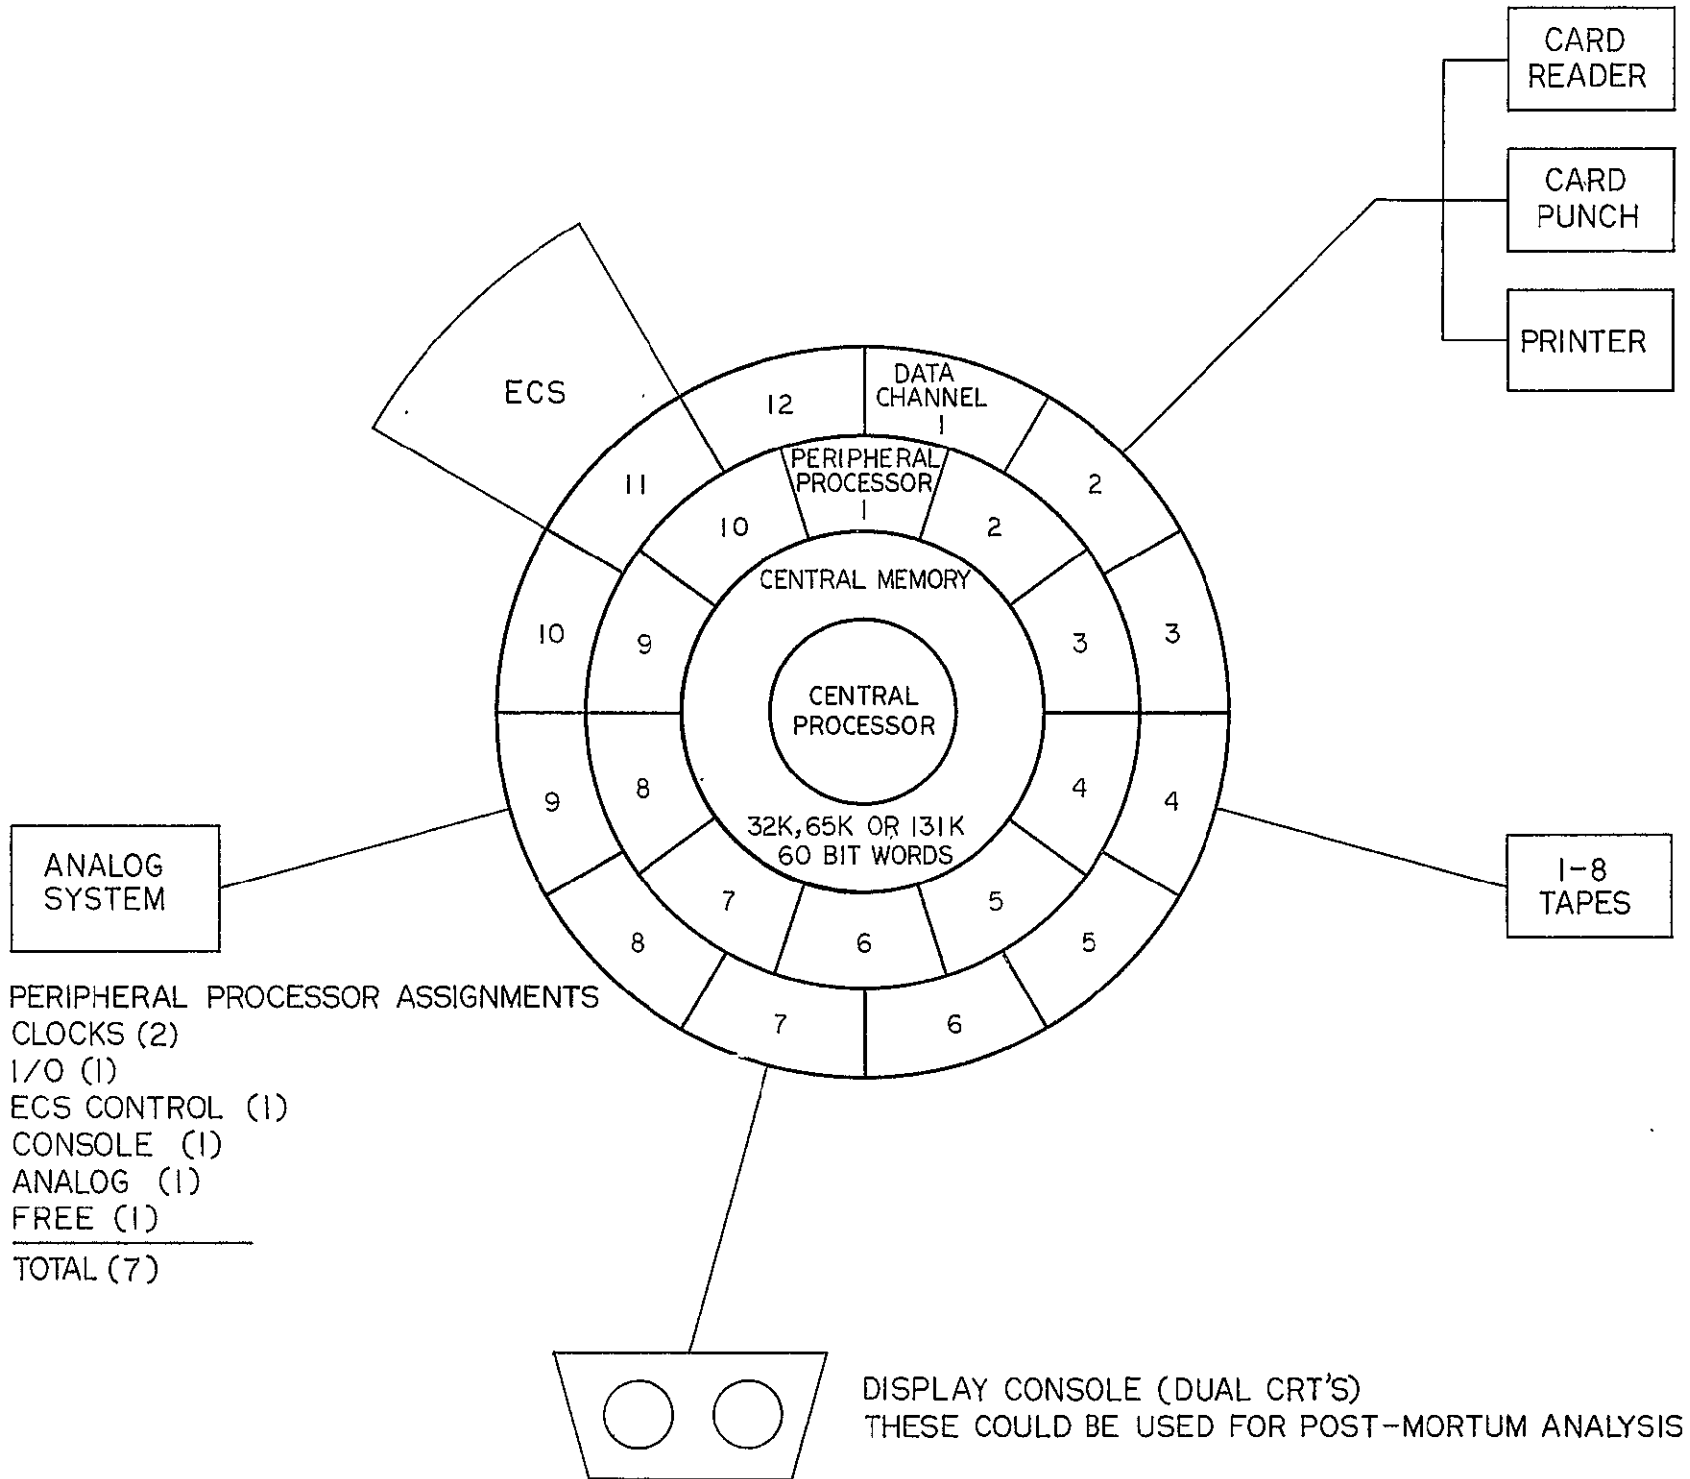 CARD
READER
CARD
PUNCH
PRINTER
ECS
12
DATA
CHANNEL
1
11
2
10
PERIPHERAL
PROCESSOR
1
2
10
9
3
3
CENTRAL MEMORY
CENTRAL
PROCESSOR
32K, 65K OR 131K
60 BIT WORDS
9
8
4
4
8
7
6
5
5
7
6
ANALOG
SYSTEM
1-8
TAPES
PERIPHERAL PROCESSOR ASSIGNMENTS
CLOCKS (2)
I/O (1)
ECS CONTROL (1)
CONSOLE (1)
ANALOG (1)
FREE (1)
TOTAL (7)
DISPLAY CONSOLE (DUAL CRT'S)
THESE COULD BE USED FOR POST-MORTUM ANALYSIS